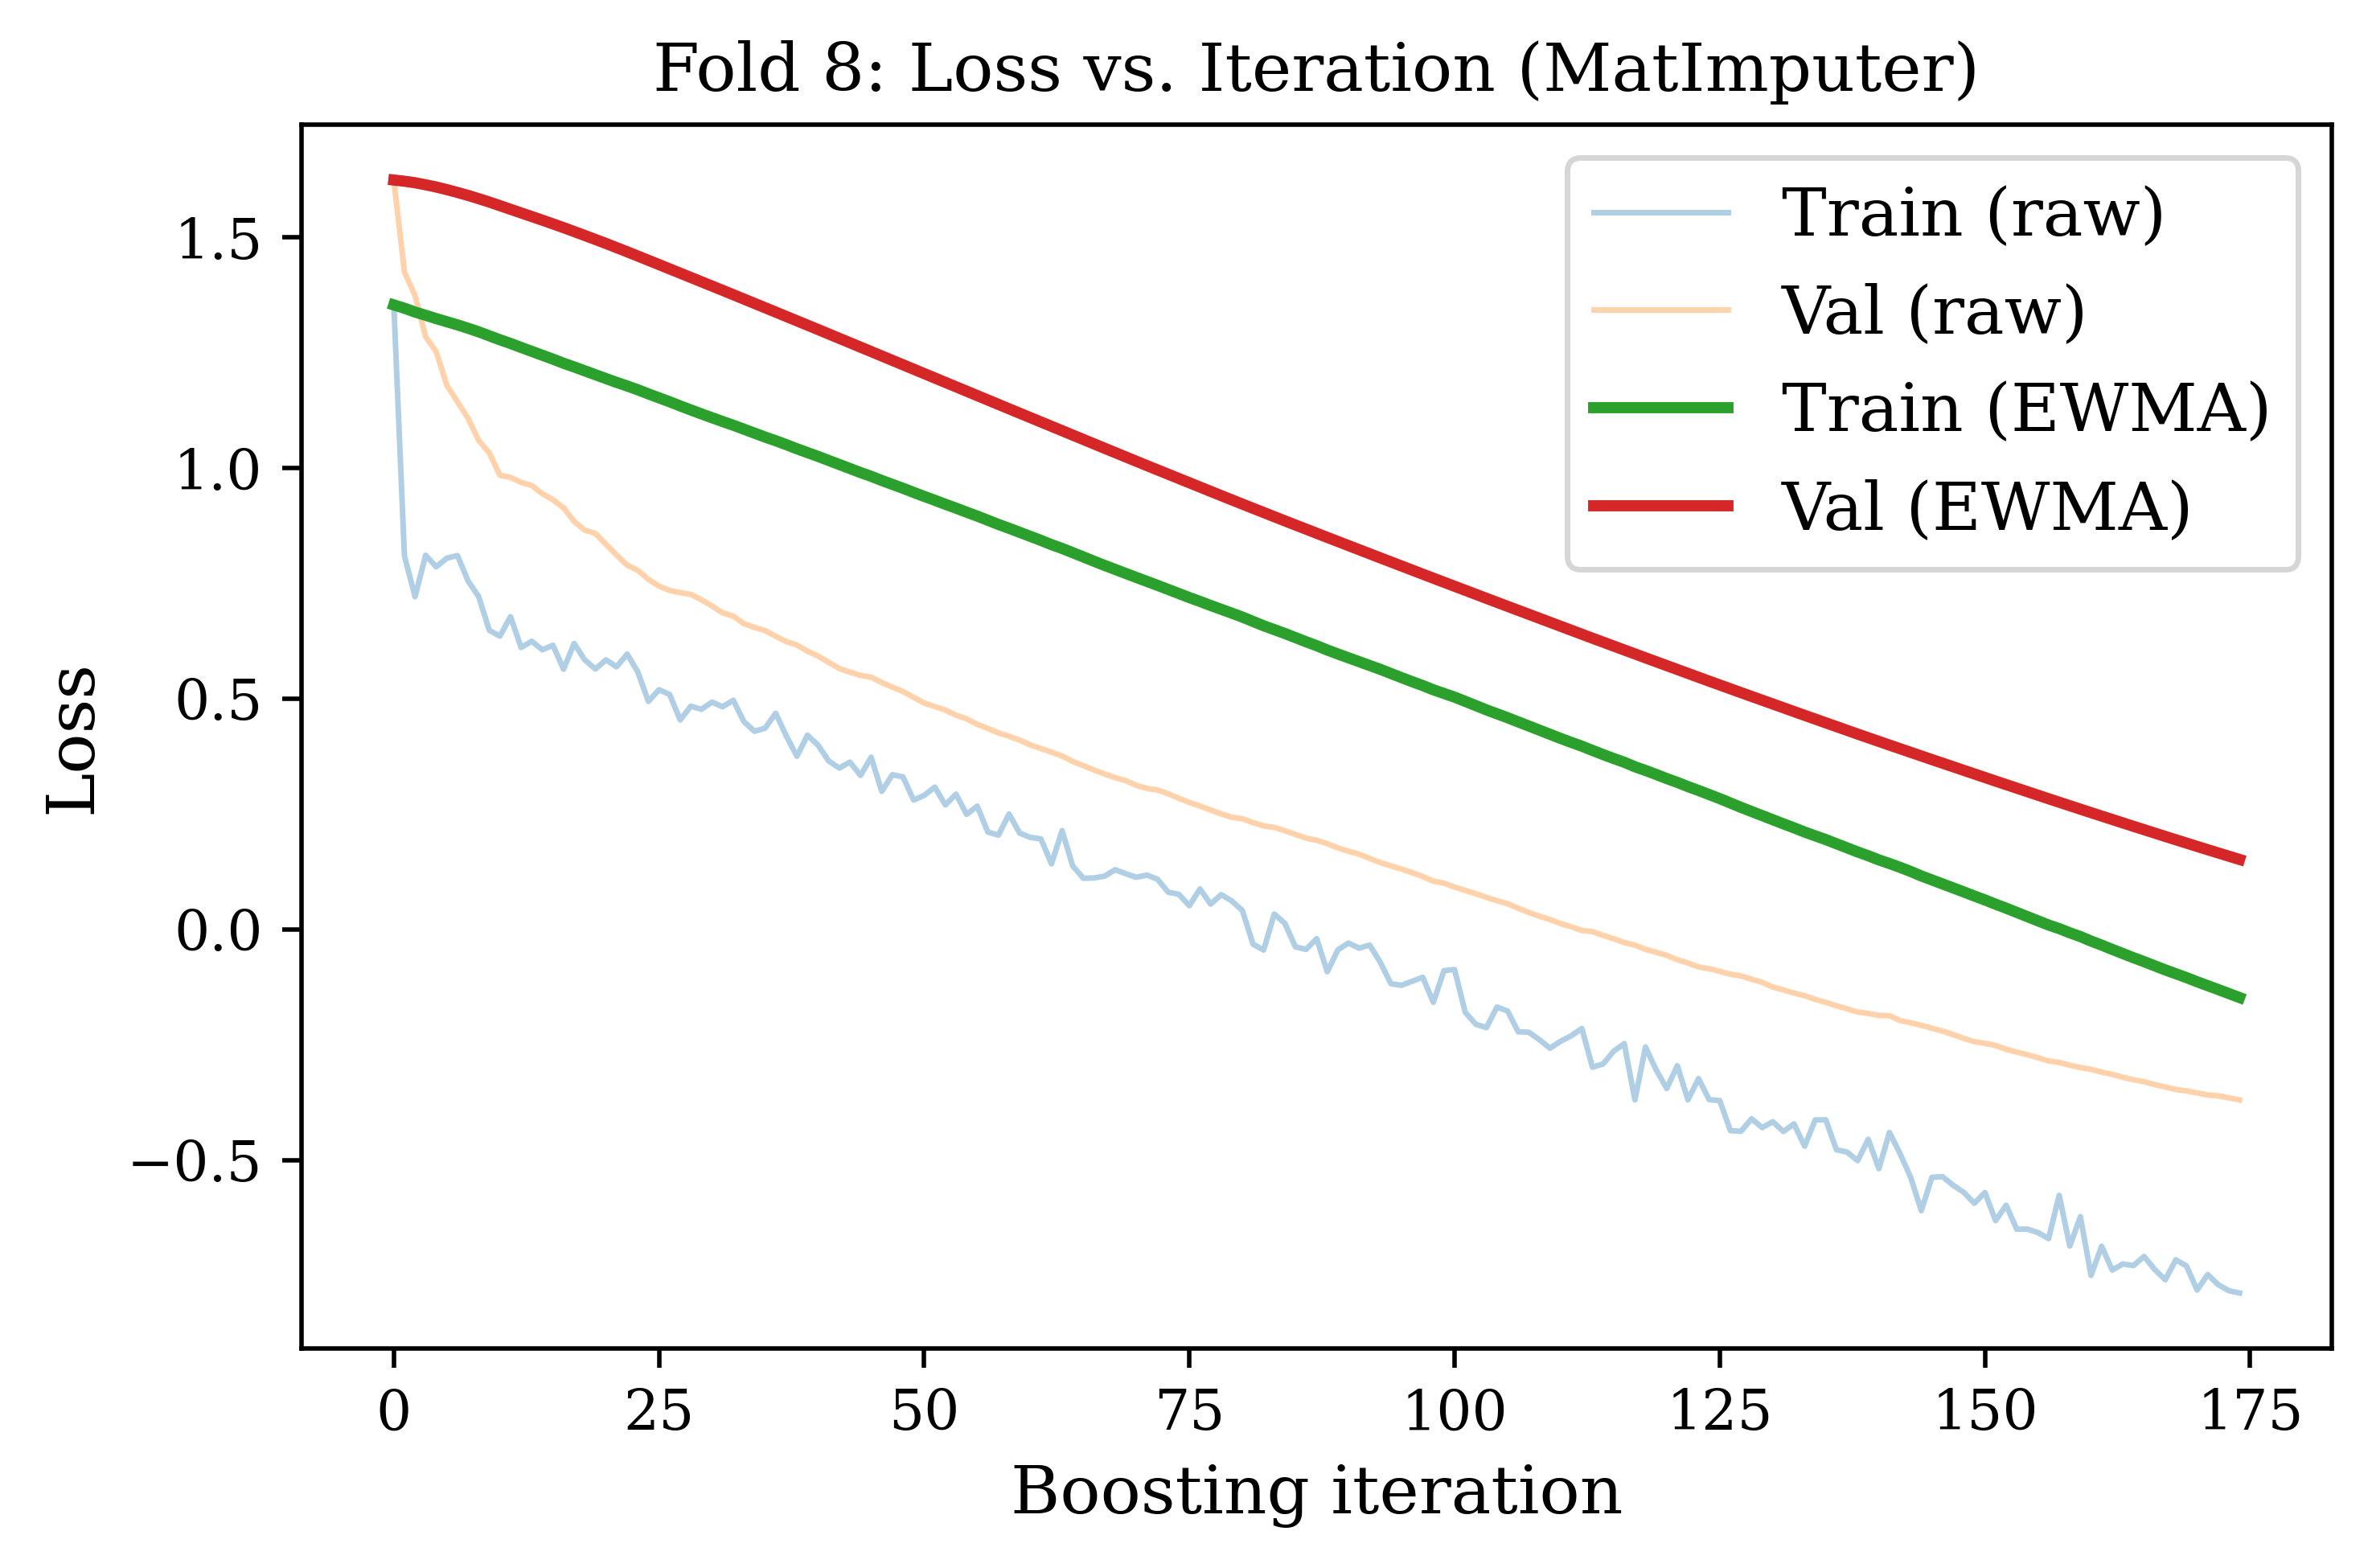 Fold 8: Loss vs. Iteration (MatImputer)
Train (raw)
Val (raw)
Train (EWMA)
Val (EWMA)
Loss
1.5
1.0
0.5
0.0
−0.5
0 25 50 75 100 125 150 175
Boosting iteration